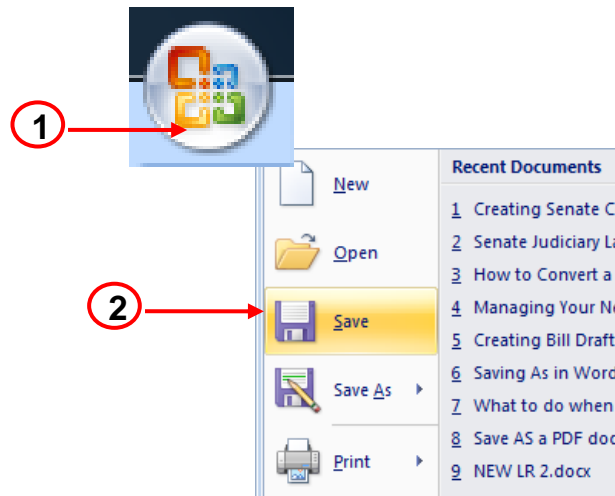 1
New
Open
2
Save
Save As
Print
Recent Documents
1 Creating Senate C
2 Senate Judiciary La
3 How to Convert a
4 Managing Your Ne
5 Creating Bill Draft
6 Saving As in Word
7 What to do when
8 Save AS a PDF doc
9 NEW LR 2.docx